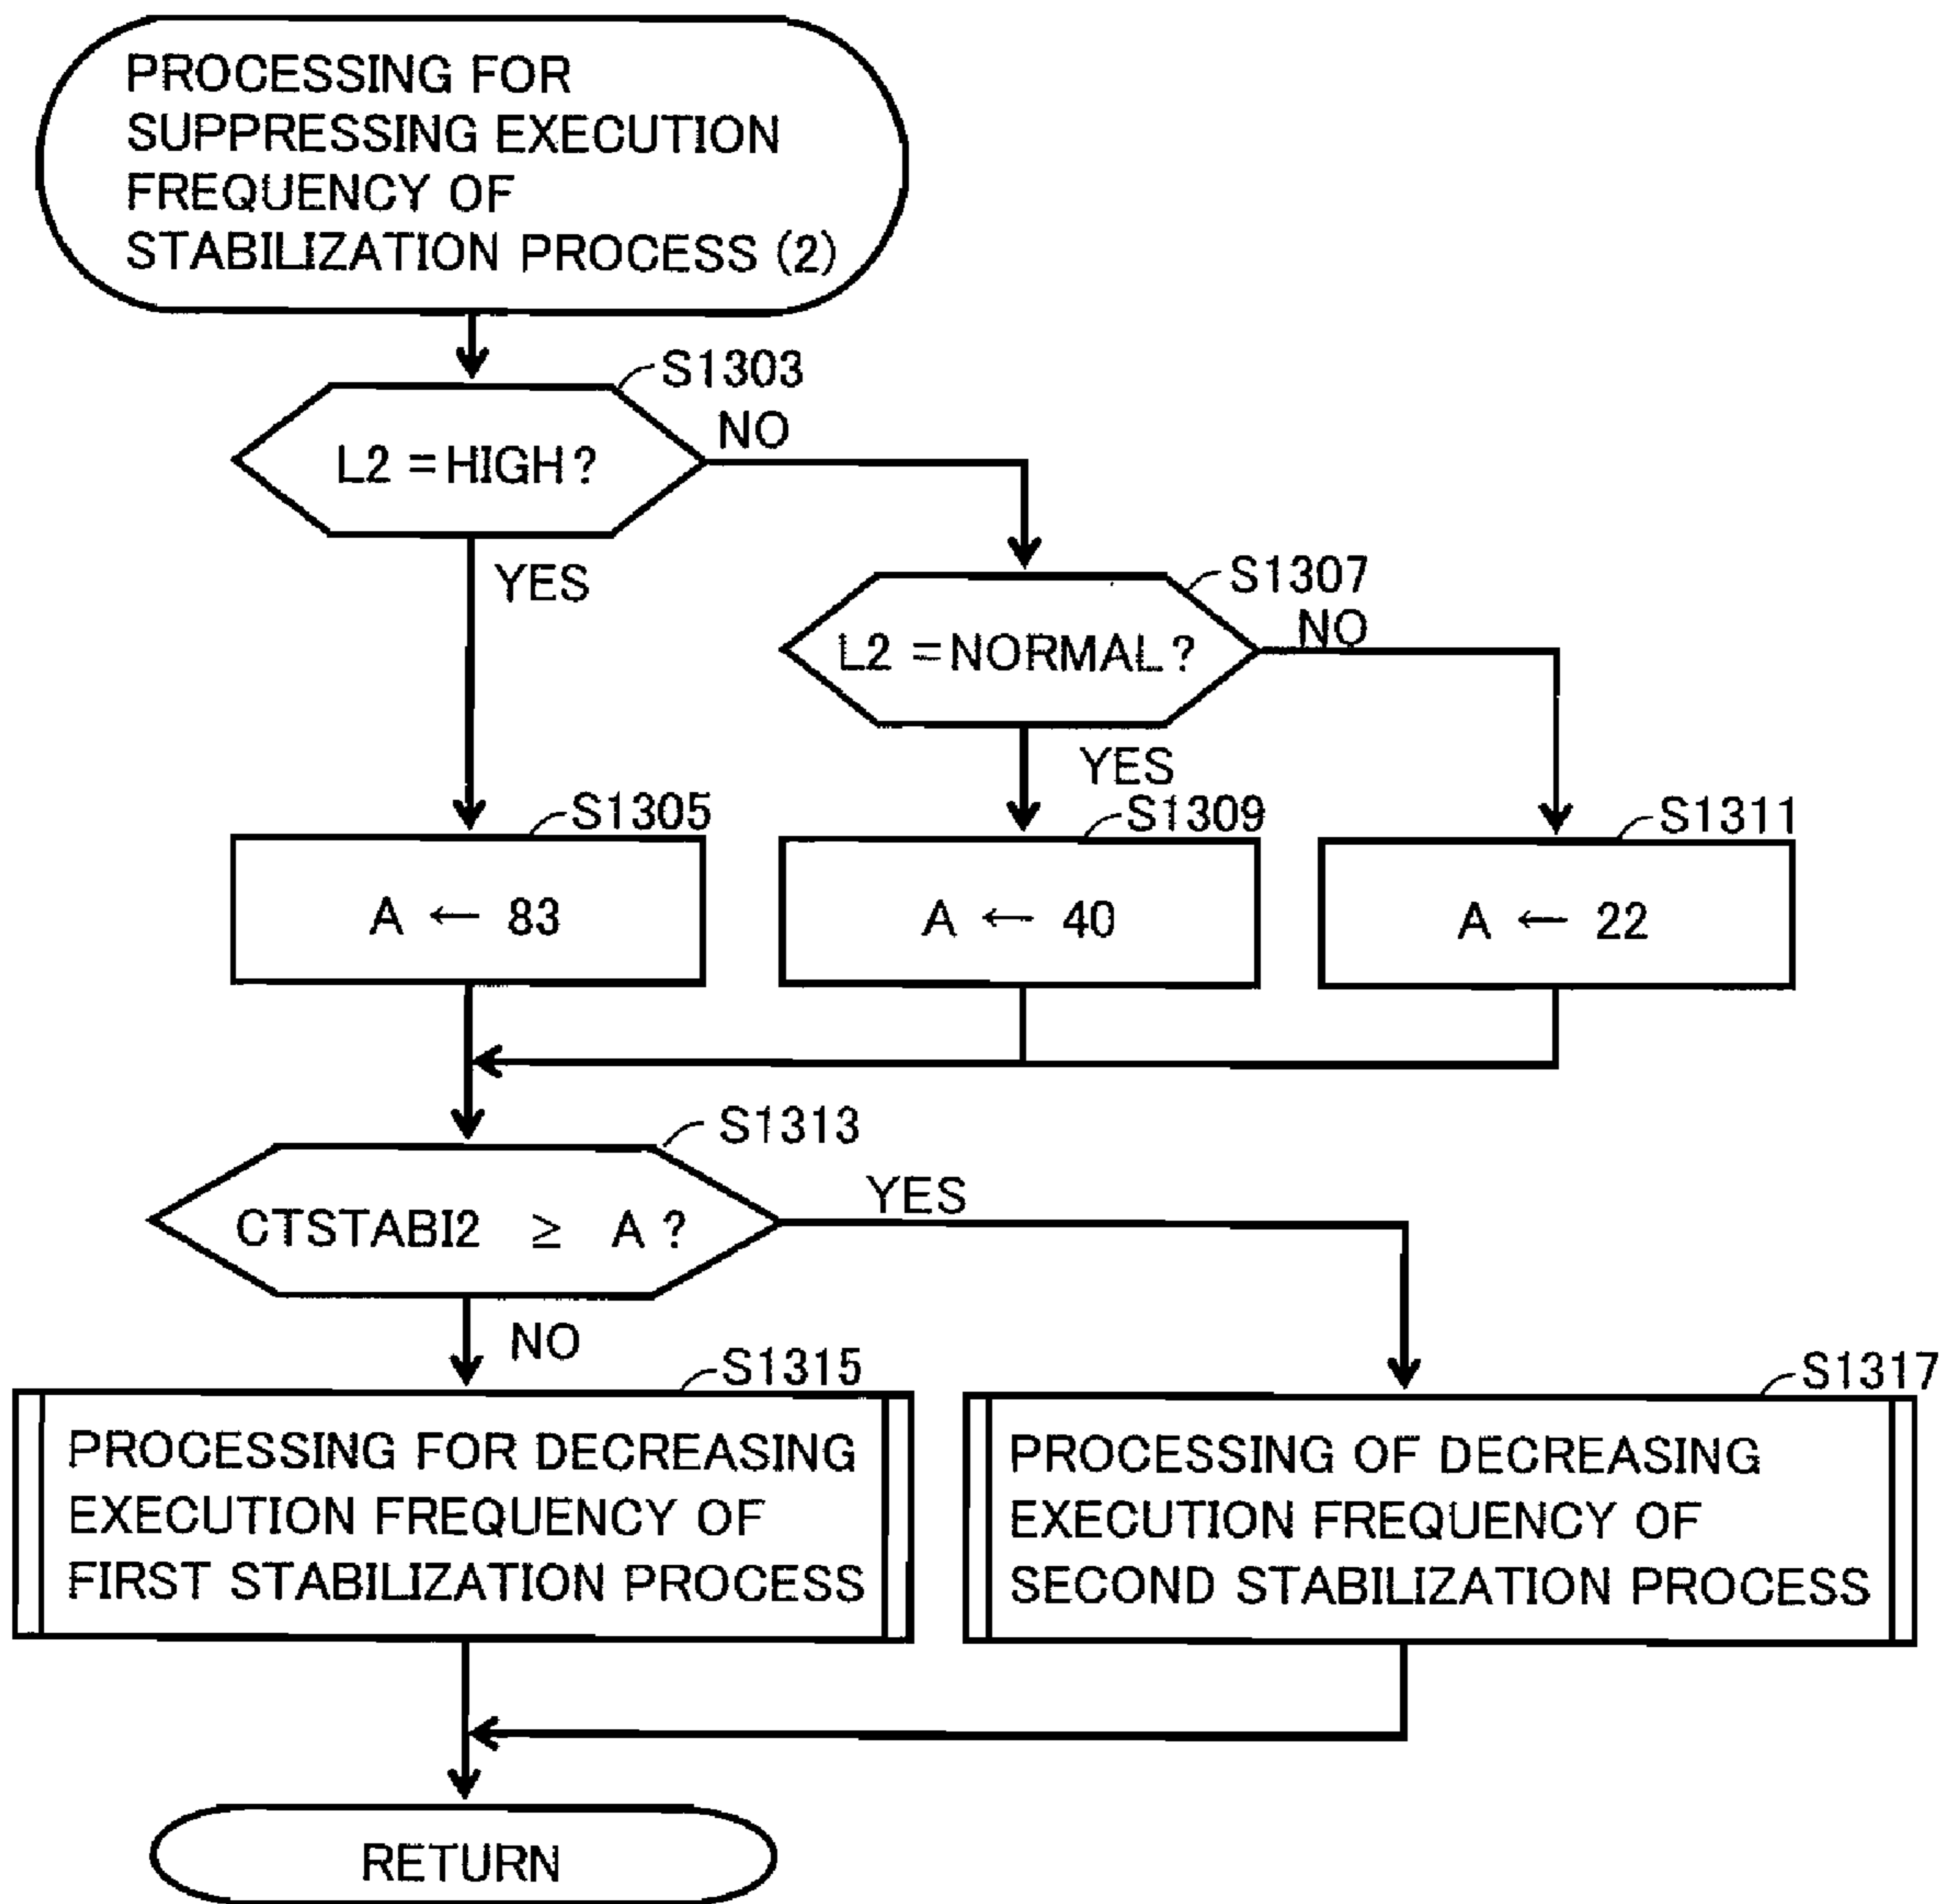 PROCESSING FOR
SUPPRESSING EXECUTION
FREQUENCY OF
STABILIZATION PROCESS (2)
S1303
L2 =HIGH?
NO
YES
S1307
L2 =NORMAL?
NO
YES
S1305
A ← 83
S1309
A ← 40
S1311
A ← 22
S1313
CTSTABI2 ≥ A ?
YES
NO
S1315
PROCESSING FOR DECREASING
EXECUTION FREQUENCY OF
FIRST STABILIZATION PROCESS
S1317
PROCESSING OF DECREASING
EXECUTION FREQUENCY OF
SECOND STABILIZATION PROCESS
RETURN